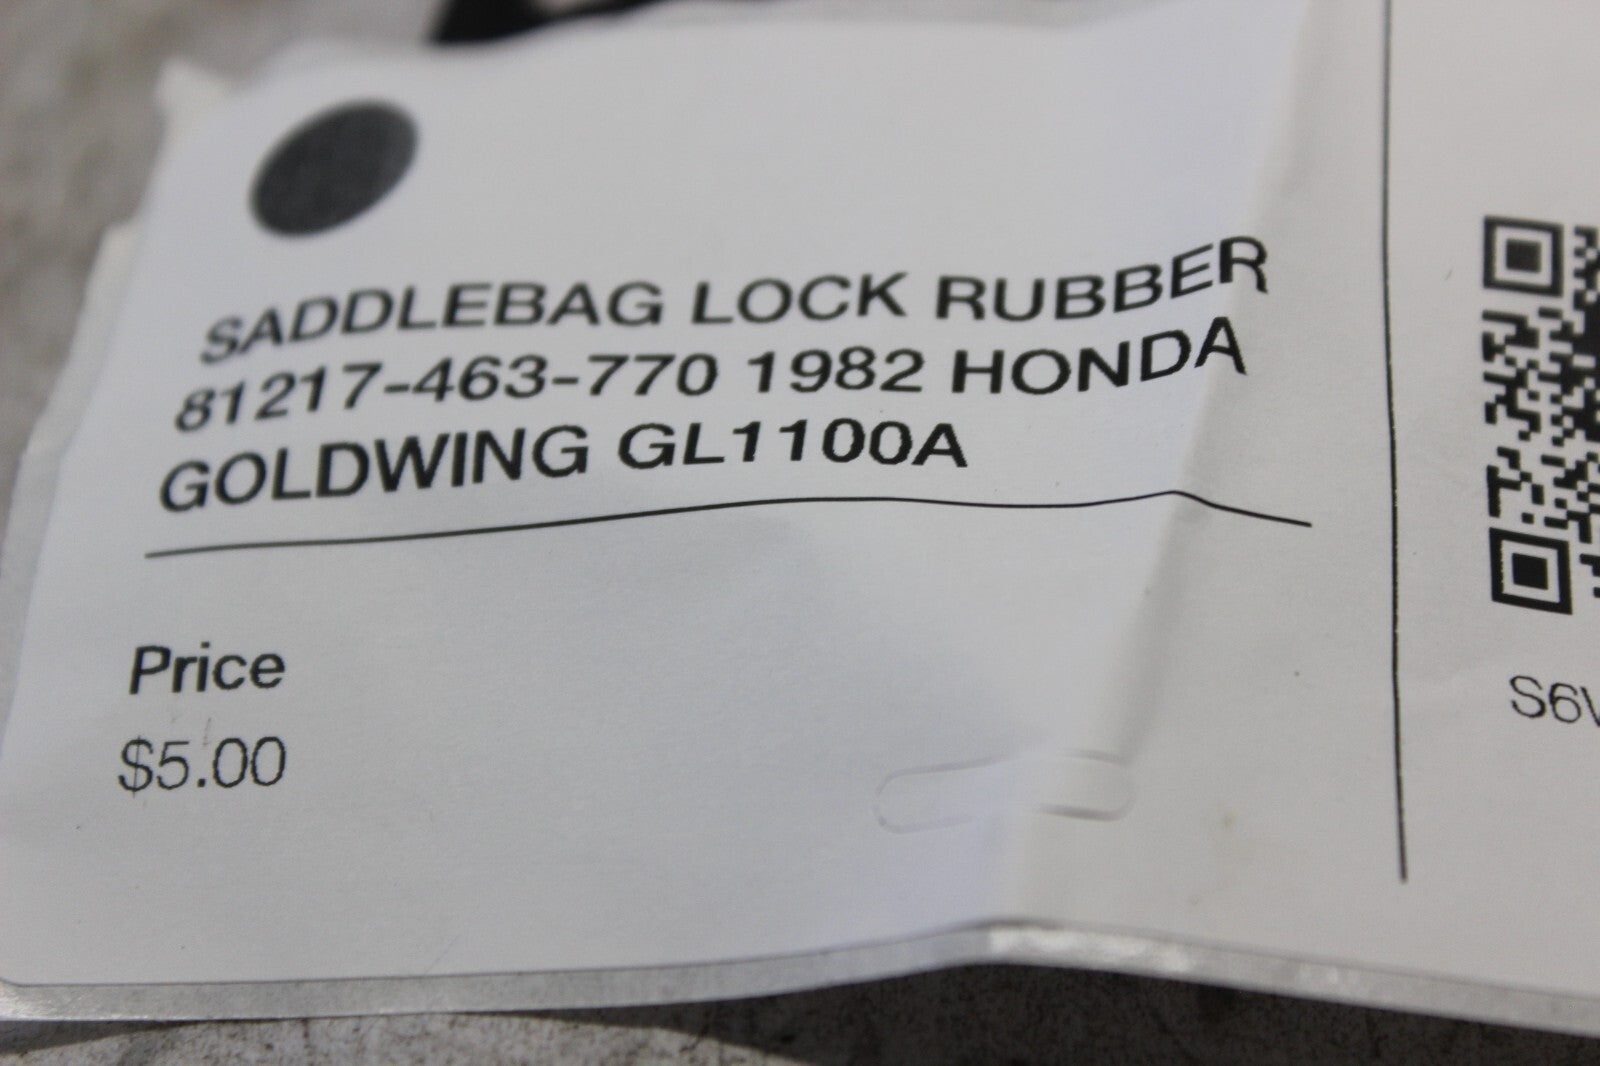 SADDLEBAG LOCK RUBBER
81217-463-770 1982 HONDA
GOLDWING GL1100A
Price
$5.00